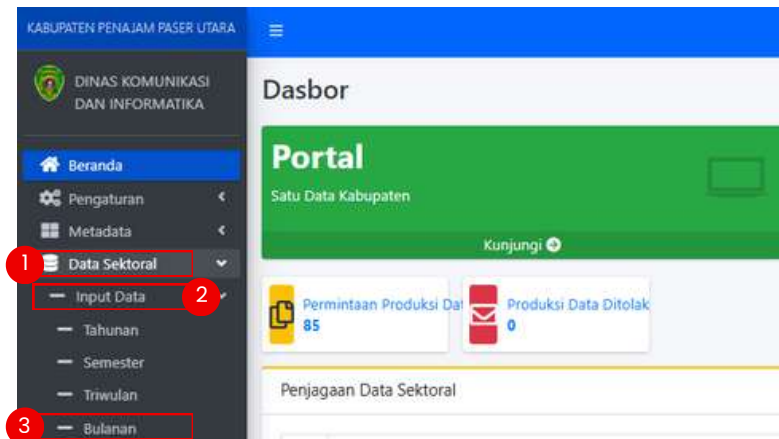 KABUPATEN PENAJAM PASER UTARA
DINAS KOMUNIKASI
DAN INFORMATIKA
Beranda
Pengaturan
Metadata
1
Data Sektoral
Input Data
2
Tahunan
Semester
Triwulan
3
Bulanan
Dasbor
Portal
Satu Data Kabupaten
Kunjungi
Permintaan Produksi Dat
85
Produksi Data Ditolak
0
Penjagaan Data Sektoral